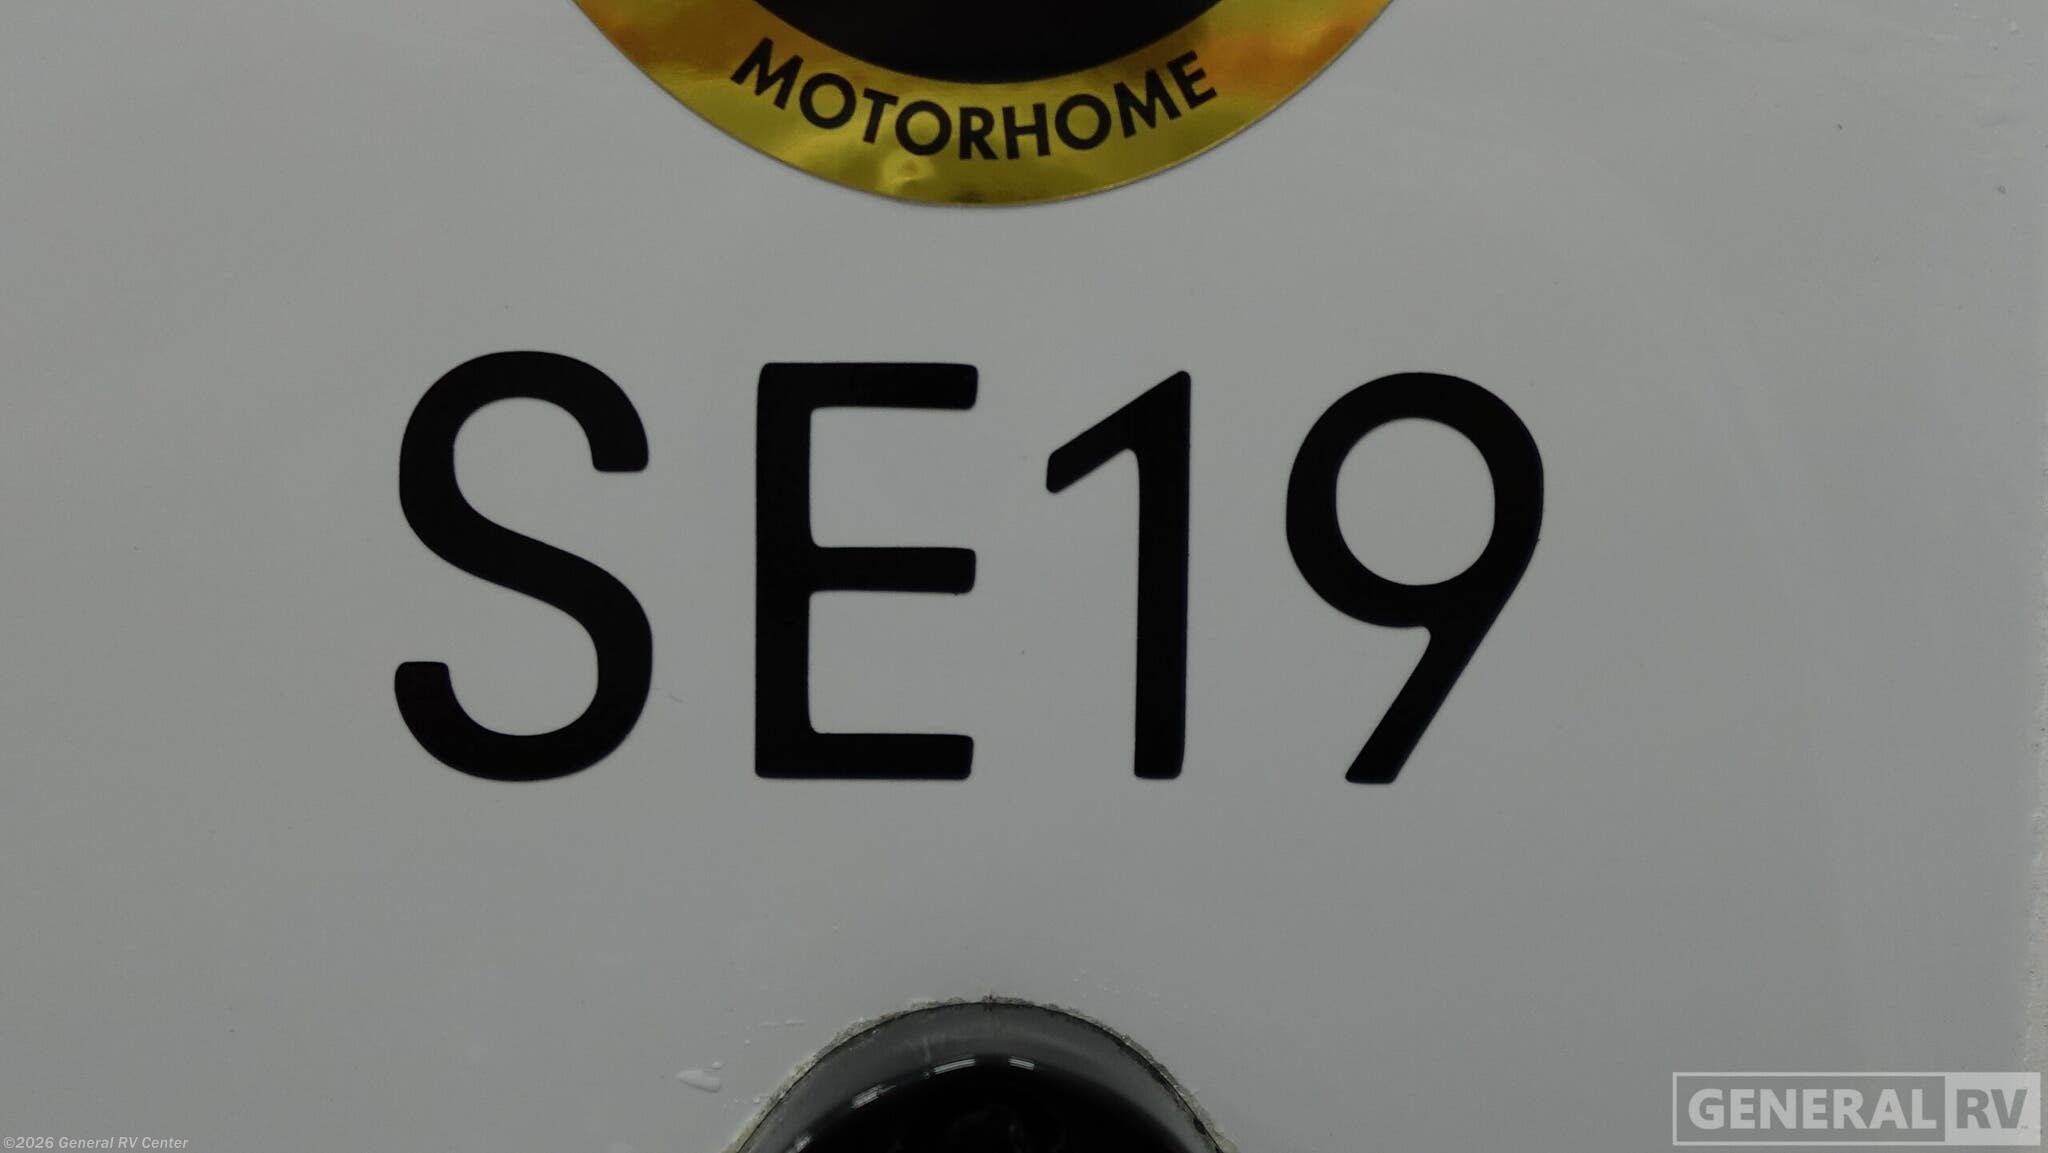 MOTORHOME
SE19
GENERAL RV
©2026 General RV Center